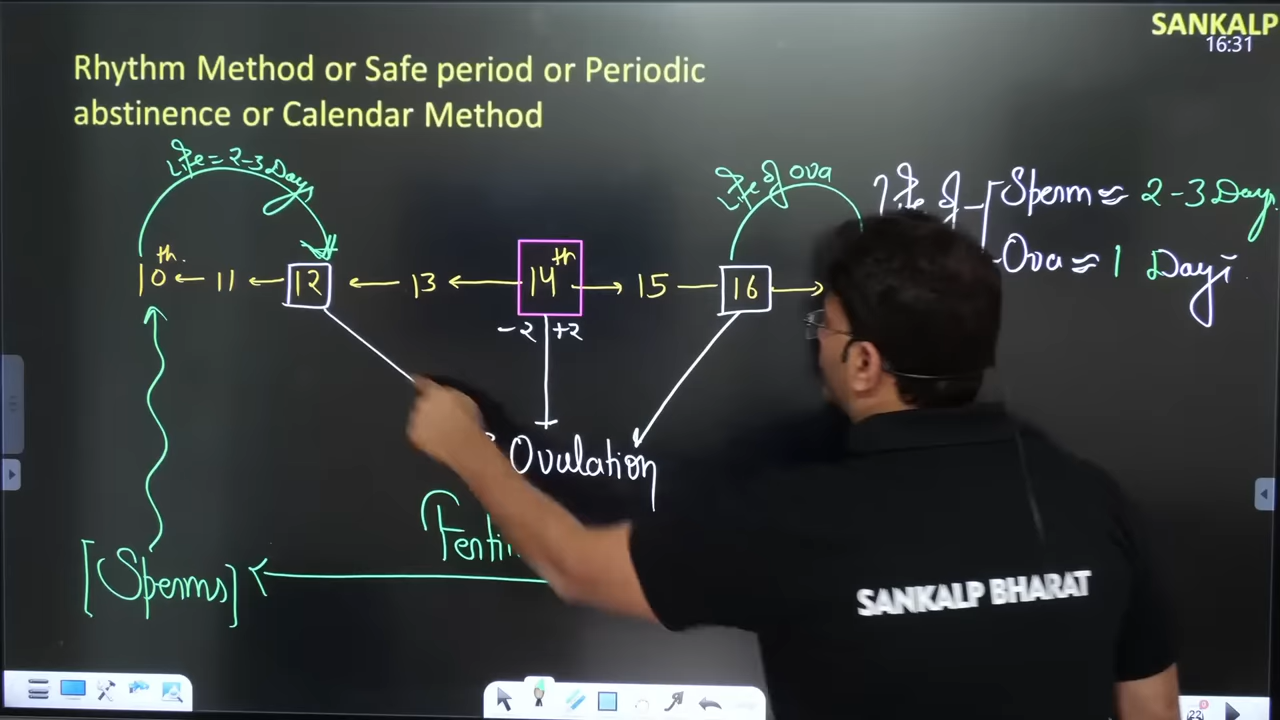 SANKALP
16:31
Rhythm Method or Safe period or Periodic
abstinence or Calendar Method
Life = 2-3 Days
Life of ova
Life of
Sperm ≈ 2-3 Days
Ova ≈ 1 Day
10th ← 11 ← 12 ← 13 ← 14th → 15 — 16 →
-2 +2
Ovulation
[Sperms]
SANKALP BHARAT
22